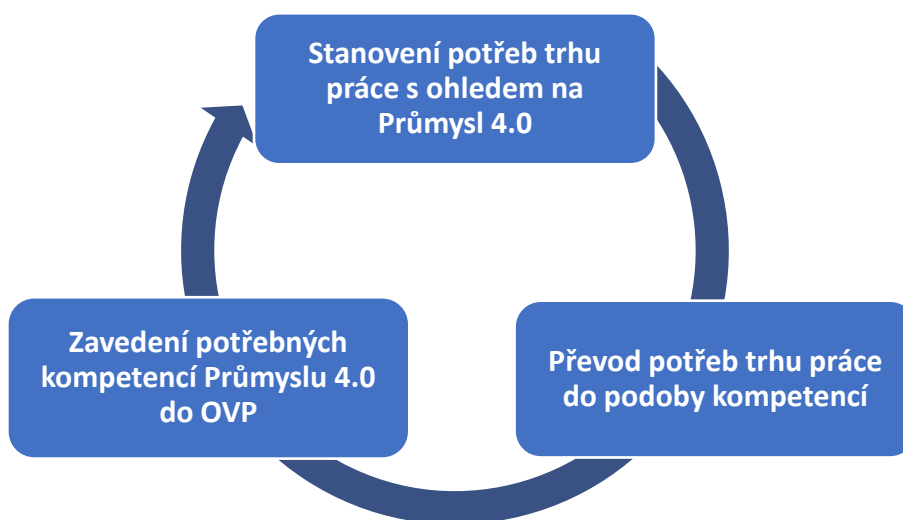 Stanovení potřeb trhu
práce s ohledem na
Průmysl 4.0
Převod potřeb trhu práce
do podoby kompetencí
Zavedení potřebných
kompetencí Průmyslu 4.0
do OVP